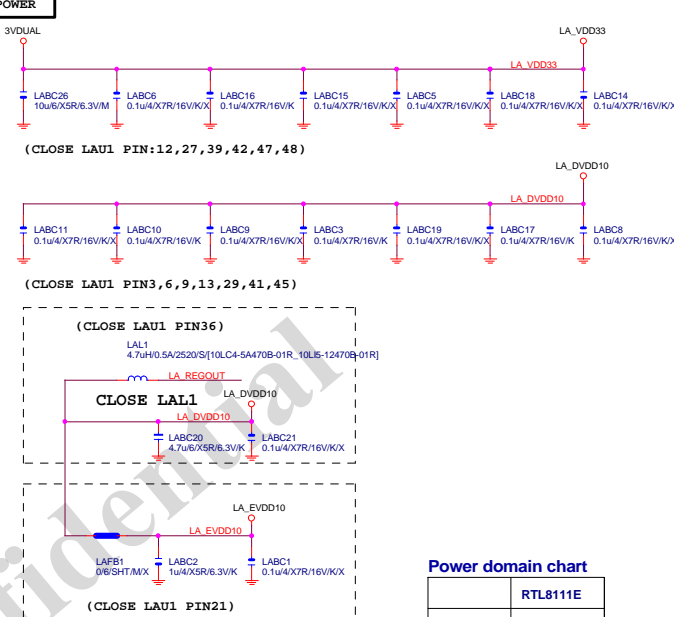 POWER
3VDUAL
LA_VDD33
LA_VDD33
LABC26
10u/6/X5R/6.3V/M
LABC6
0.1u/4/X7R/16V/K/X
LABC16
0.1u/4/X7R/16V/K
LABC15
0.1u/4/X7R/16V/K/X
LABC5
0.1u/4/X7R/16V/K/X
LABC18
0.1u/4/X7R/16V/K/X
LABC14
0.1u/4/X7R/16V/K/X
(CLOSE LAU1 PIN:12,27,39,42,47,48)
LA_DVDD10
LA_DVDD10
LABC11
0.1u/4/X7R/16V/K/X
LABC10
0.1u/4/X7R/16V/K
LABC9
0.1u/4/X7R/16V/K/X
LABC3
0.1u/4/X7R/16V/K
LABC19
0.1u/4/X7R/16V/K/X
LABC17
0.1u/4/X7R/16V/K
LABC8
0.1u/4/X7R/16V/K/X
(CLOSE LAU1 PIN3,6,9,13,29,41,45)
(CLOSE LAU1 PIN36)
LAL1
4.7uH/0.5A/2520/S/[10LC4-5A470B-01R_10LI5-12470B-01R]
LA_REGOUT
CLOSE LAL1
LA_DVDD10
LA_DVDD10
LABC20
4.7u/6/X5R/6.3V/K
LABC21
0.1u/4/X7R/16V/K/X
LA_EVDD10
LA_EVDD10
LAFB1
0/6/SHT/M/X
LABC2
1u/4/X5R/6.3V/K
LABC1
0.1u/4/X7R/16V/K/X
(CLOSE LAU1 PIN21)
Power domain chart
RTL8111E
fidential